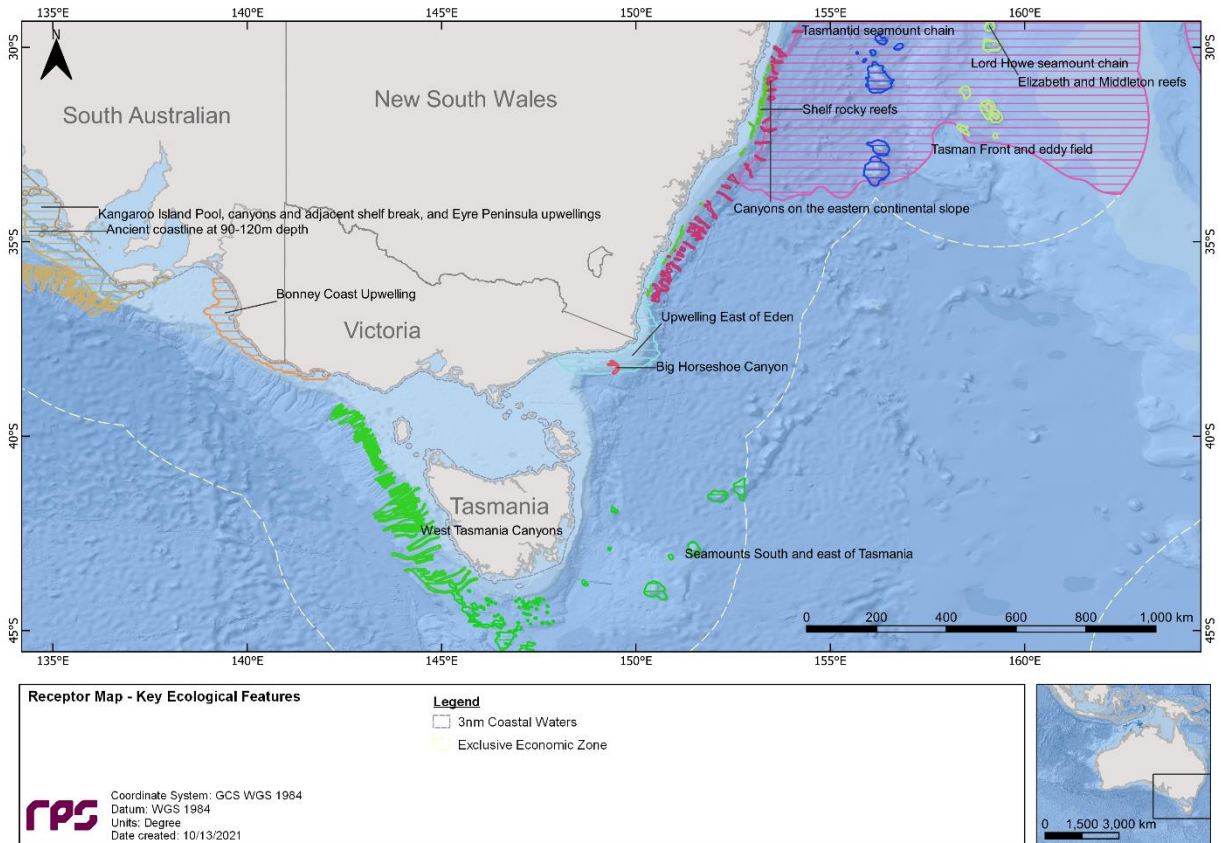 135°E 140°E 145°E 150°E 155°E 160°E
N
30°S
30°S
Tasmantid seamount chain
Lord Howe seamount chain
Elizabeth and Middleton reefs
New South Wales
South Australian
Shelf rocky reefs
Tasman Front and eddy field
Kangaroo Island Pool, canyons and adjacent shelf break, and Eyre Peninsula upwellings
Canyons on the eastern continental slope
Ancient coastline at 90-120m depth
35°S
35°S
Bonney Coast Upwelling
Upwelling East of Eden
Victoria
Big Horseshoe Canyon
40°S
40°S
Tasmania
West Tasmania Canyons
Seamounts South and east of Tasmania
0 200 400 600 800 1,000 km
45°S
45°S
135°E 140°E 145°E 150°E 155°E 160°E
Receptor Map - Key Ecological Features
Legend
3nm Coastal Waters
Exclusive Economic Zone
rps
Coordinate System: GCS WGS 1984
Datum: WGS 1984
Units: Degree
Date created: 10/13/2021
0 1,500 3,000 km